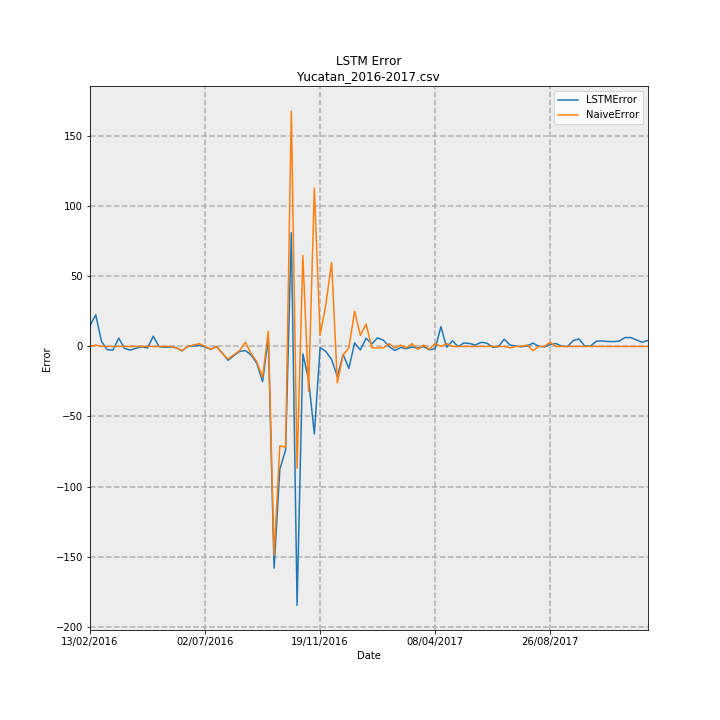 LSTM Error
Yucatan_2016-2017.csv
LSTMError
NaiveError
150
100
50
0
−50
−100
−150
−200
Error
13/02/2016
02/07/2016
19/11/2016
08/04/2017
26/08/2017
Date